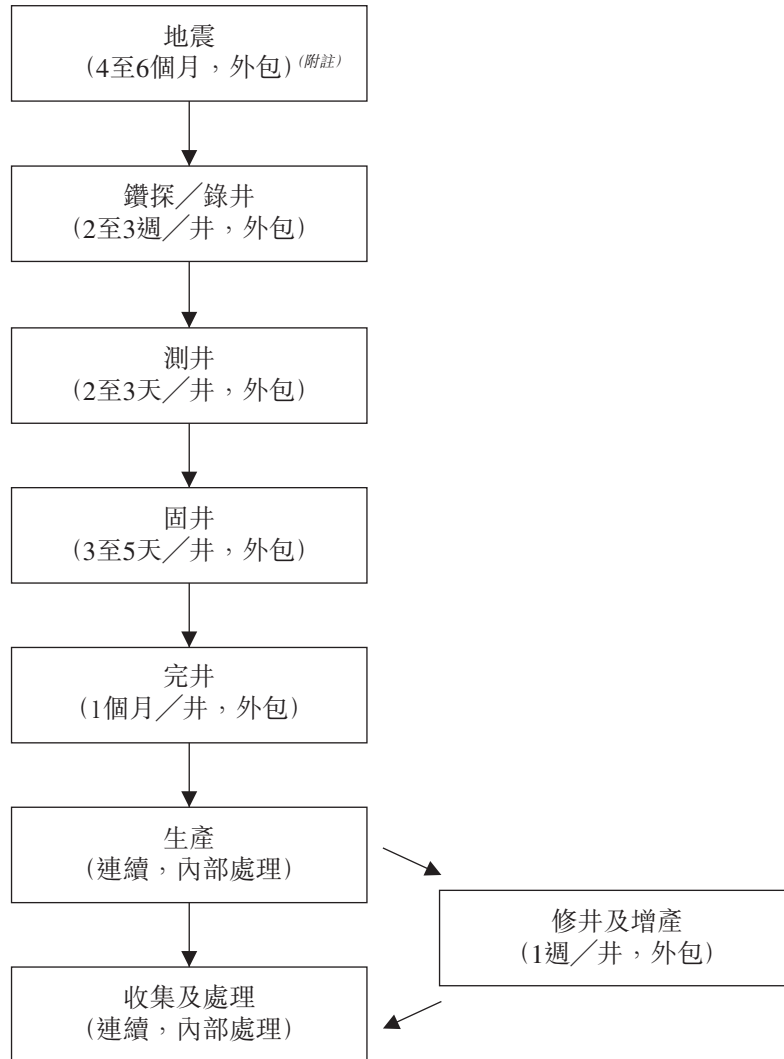 地震
(4至6個月，外包)(附註)
鑽探／錄井
(2至3週／井，外包)
測井
(2至3天／井，外包)
固井
(3至5天／井，外包)
完井
(1個月／井，外包)
生產
(連續，內部處理)
修井及增產
(1週／井，外包)
收集及處理
(連續，內部處理)